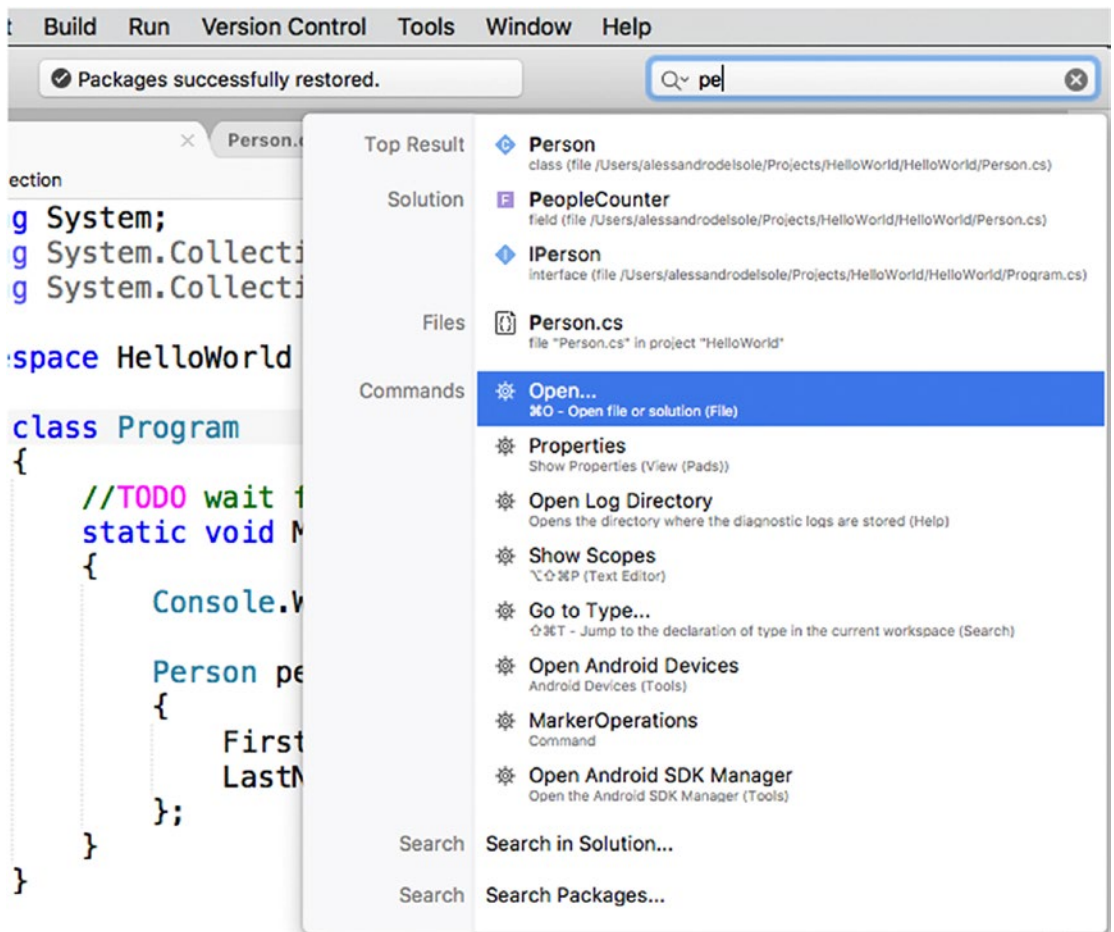 Build Run Version Control Tools Window Help
Packages successfully restored.
pe
Person.
Top Result
Person
class (file /Users/alessandrodelsole/Projects/HelloWorld/HelloWorld/Person.cs)
ection
Solution
PeopleCounter
field (file /Users/alessandrodelsole/Projects/HelloWorld/HelloWorld/Person.cs)
IPerson
interface (file /Users/alessandrodelsole/Projects/HelloWorld/HelloWorld/Program.cs)
Files
Person.cs
file "Person.cs" in project "HelloWorld"
Commands
Open...
⌘O - Open file or solution (File)
Properties
Show Properties (View (Pads))
Open Log Directory
Opens the directory where the diagnostic logs are stored (Help)
Show Scopes
⌥⇧⌘P (Text Editor)
Go to Type...
⇧⌘T - Jump to the declaration of type in the current workspace (Search)
Open Android Devices
Android Devices (Tools)
MarkerOperations
Command
Open Android SDK Manager
Open the Android SDK Manager (Tools)
Search
Search in Solution...
Search
Search Packages...
g System;
g System.Collecti
g System.Collecti
space HelloWorld
class Program
{
//TODO wait
static void M
{
Console.W
Person pe
{
First
LastN
};
}
}